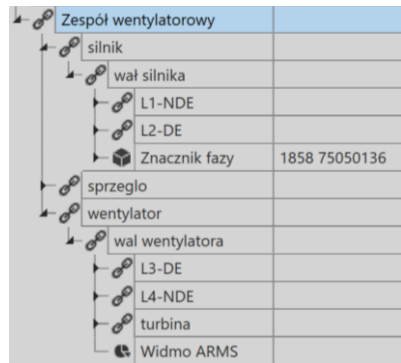 Zespół wentylatorowy
silnik
wał silnika
L1-NDE
L2-DE
Znacznik fazy 1858 75050136
sprzeglo
wentylator
wal wentylatora
L3-DE
L4-NDE
turbina
Widmo ARMS